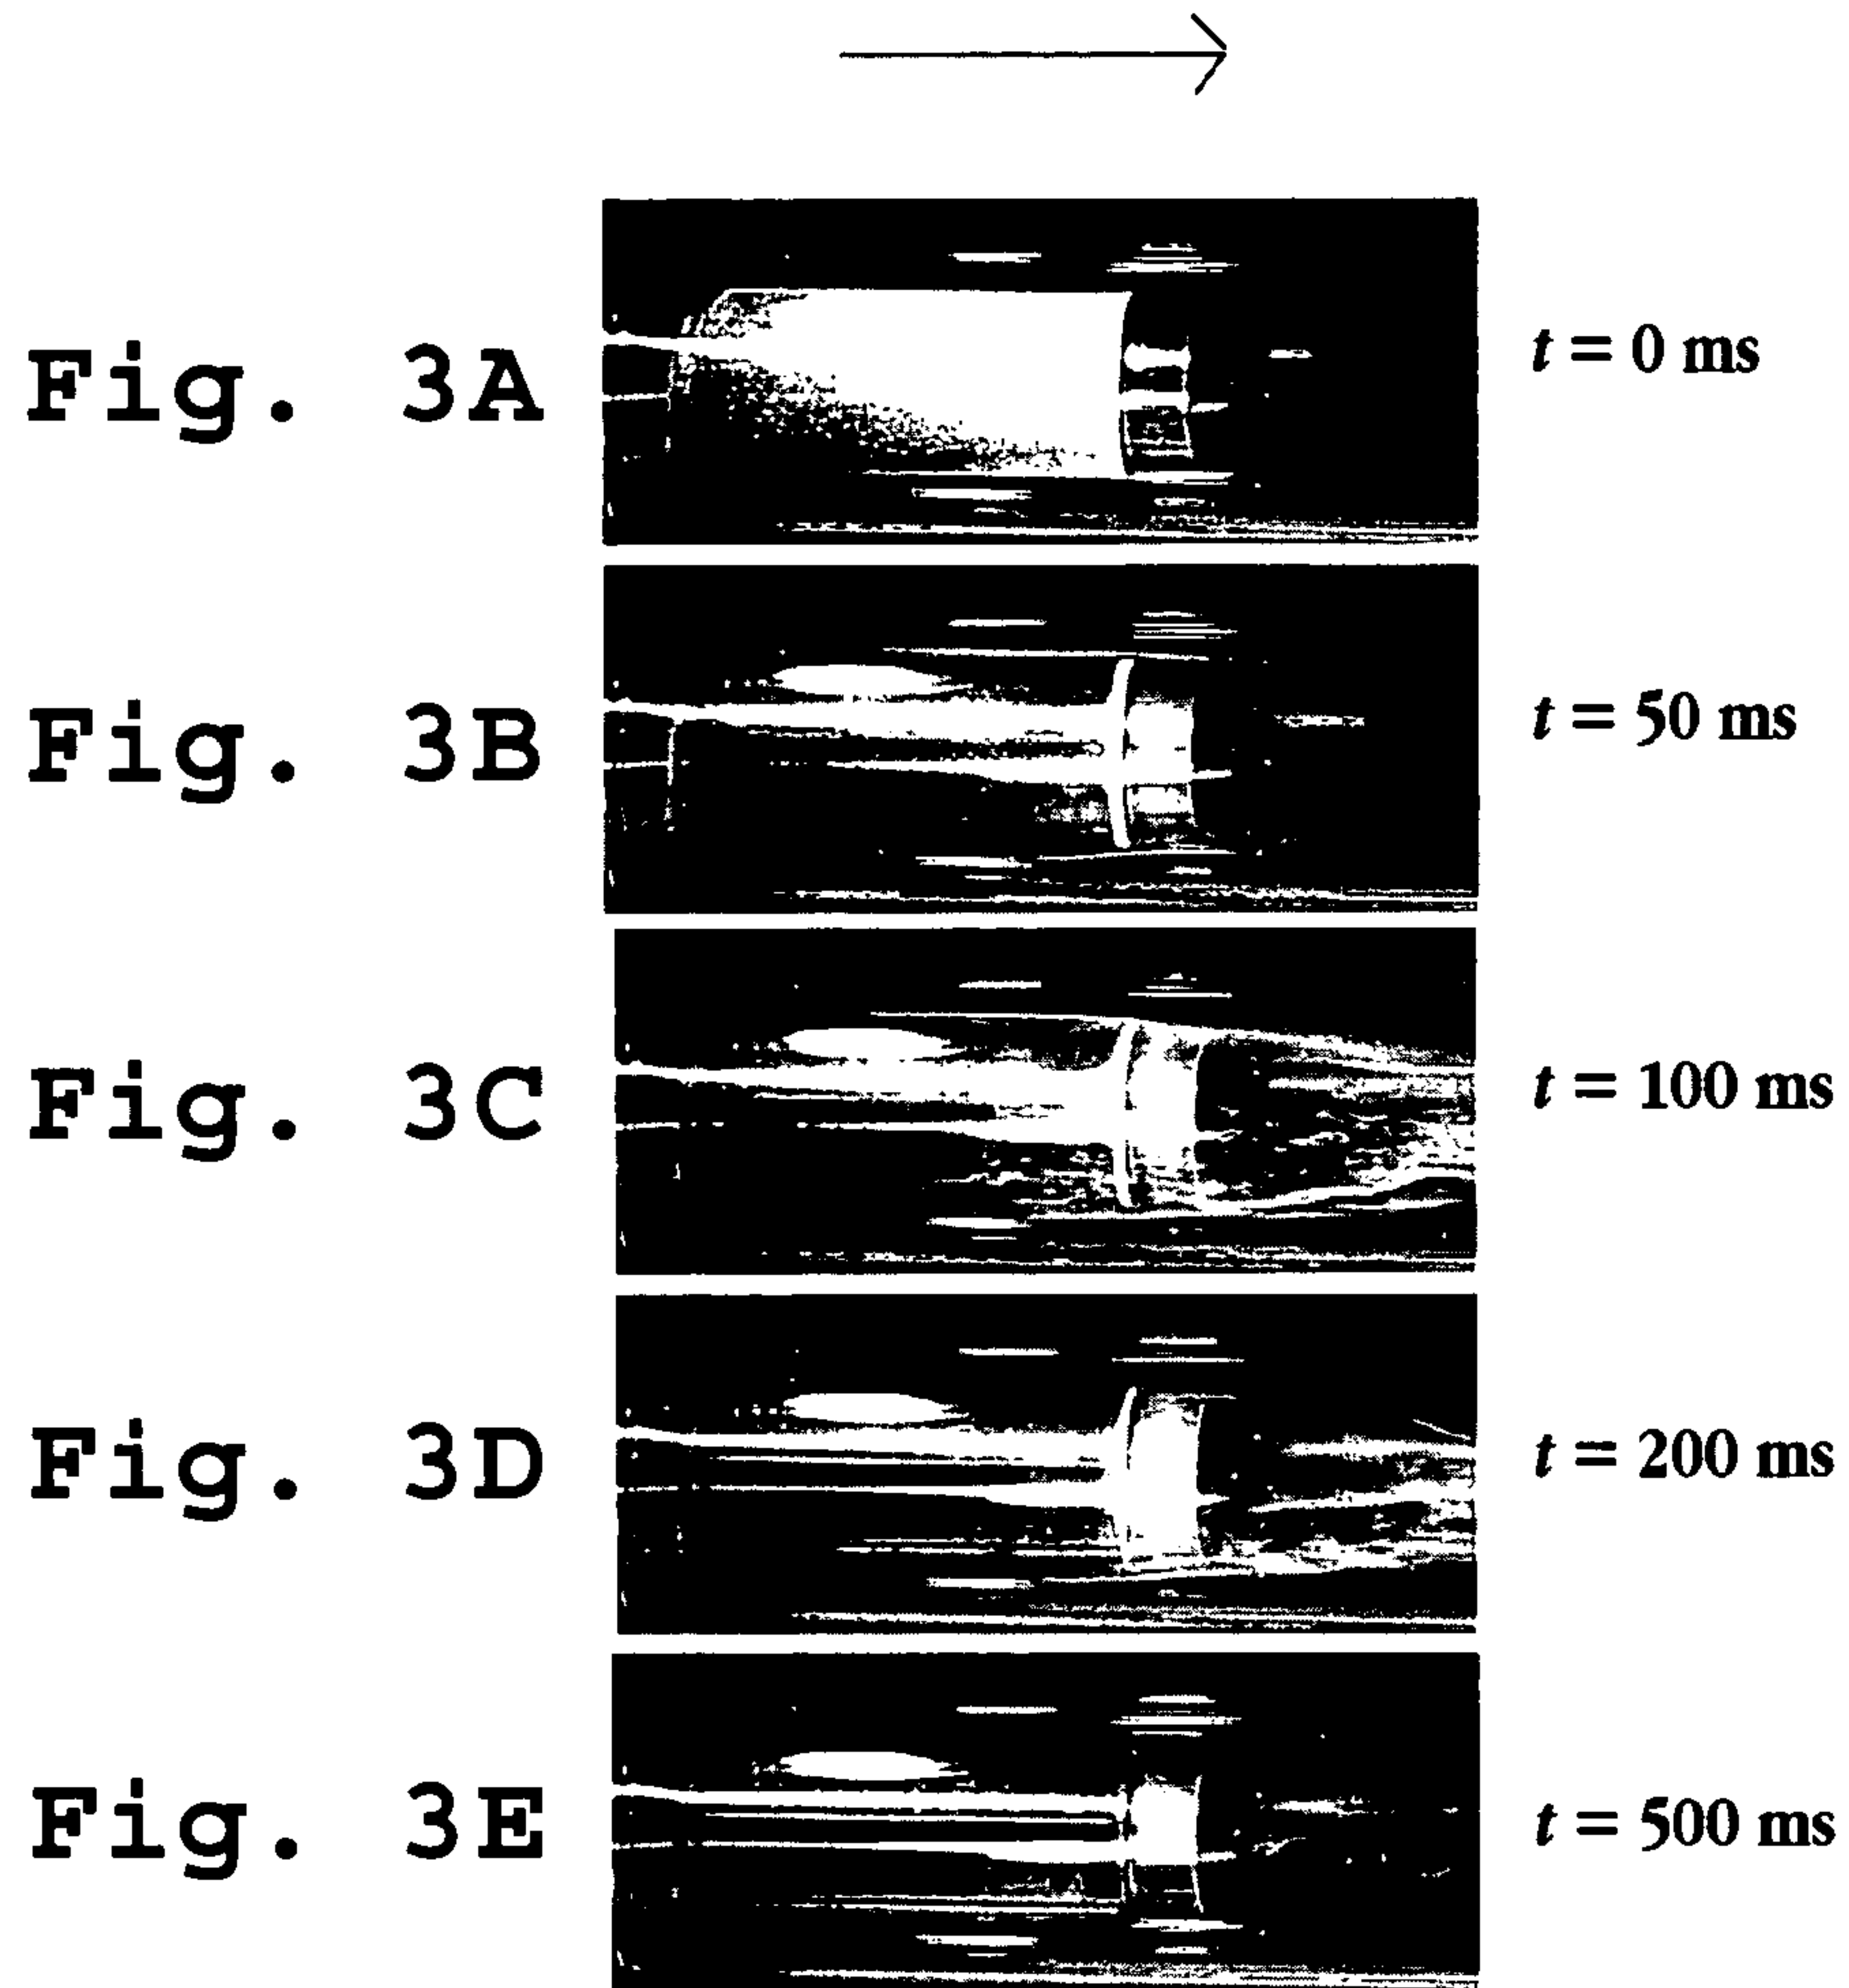 Fig. 3A t = 0 ms
Fig. 3B t = 50 ms
Fig. 3C t = 100 ms
Fig. 3D t = 200 ms
Fig. 3E t = 500 ms